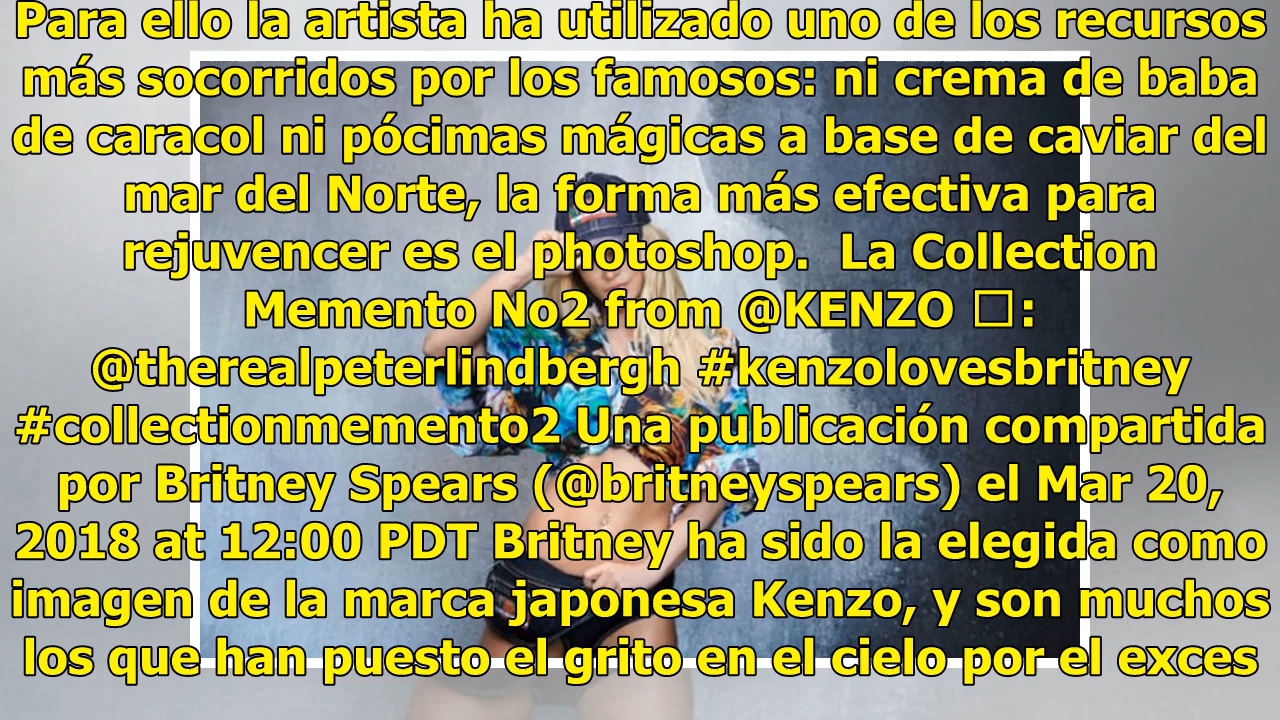 Para ello la artista ha utilizado uno de los recursos
más socorridos por los famosos: ni crema de baba
de caracol ni pócimas mágicas a base de caviar del
mar del Norte, la forma más efectiva para
rejuvencer es el photoshop.  La Collection
Memento No2 from @KENZO □:
@therealpeterlindbergh #kenzolovesbritney
#collectionmemento2 Una publicación compartida
por Britney Spears (@britneyspears) el Mar 20,
2018 at 12:00 PDT Britney ha sido la elegida como
imagen de la marca japonesa Kenzo, y son muchos
los que han puesto el grito en el cielo por el exces